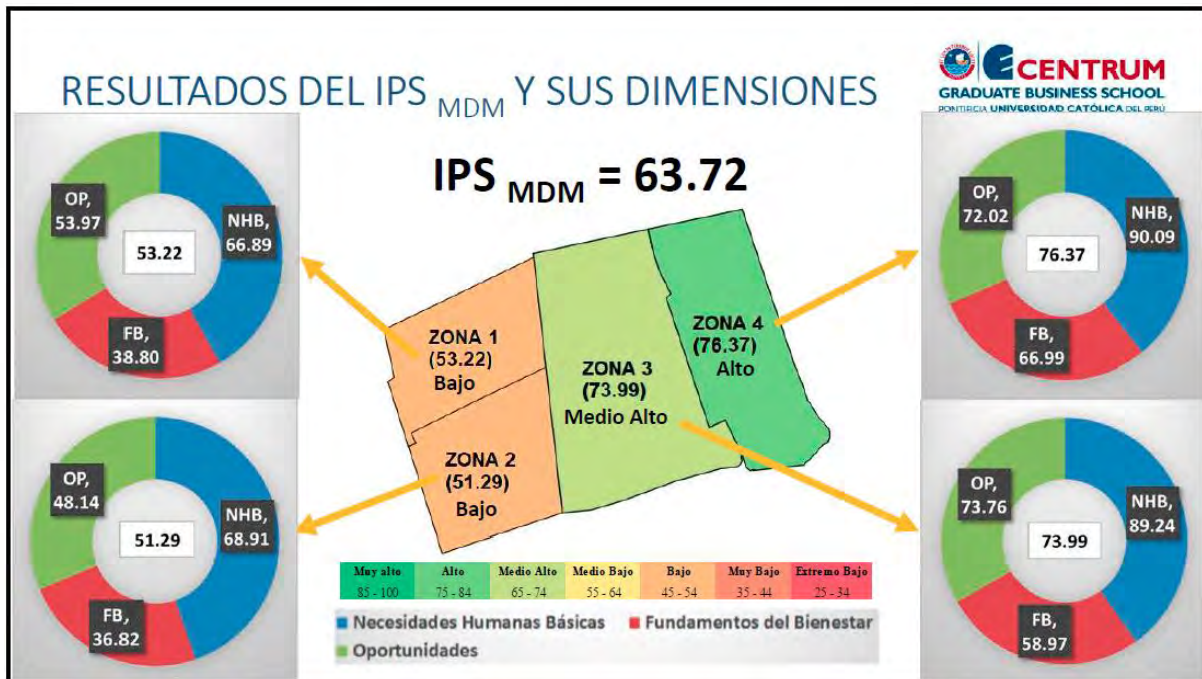 RESULTADOS DEL IPS MDM Y SUS DIMENSIONES
CENTRUM
GRADUATE BUSINESS SCHOOL
PONTIFICIA UNIVERSIDAD CATÓLICA DEL PERÚ
IPS MDM = 63.72
OP,
53.97
NHB,
66.89
53.22
FB,
38.80
OP,
72.02
NHB,
90.09
76.37
FB,
66.99
ZONA 1
(53.22)
Bajo
ZONA 2
(51.29)
Bajo
ZONA 3
(73.99)
Medio Alto
ZONA 4
(76.37)
Alto
OP,
48.14
NHB,
68.91
51.29
FB,
36.82
OP,
73.76
NHB,
89.24
73.99
FB,
58.97
Muy alto Alto Medio Alto Medio Bajo Bajo Muy Bajo Extremo Bajo
85 - 100 75 - 84 65 - 74 55 - 64 45 - 54 35 - 44 25 - 34
Necesidades Humanas Básicas Fundamentos del Bienestar
Oportunidades